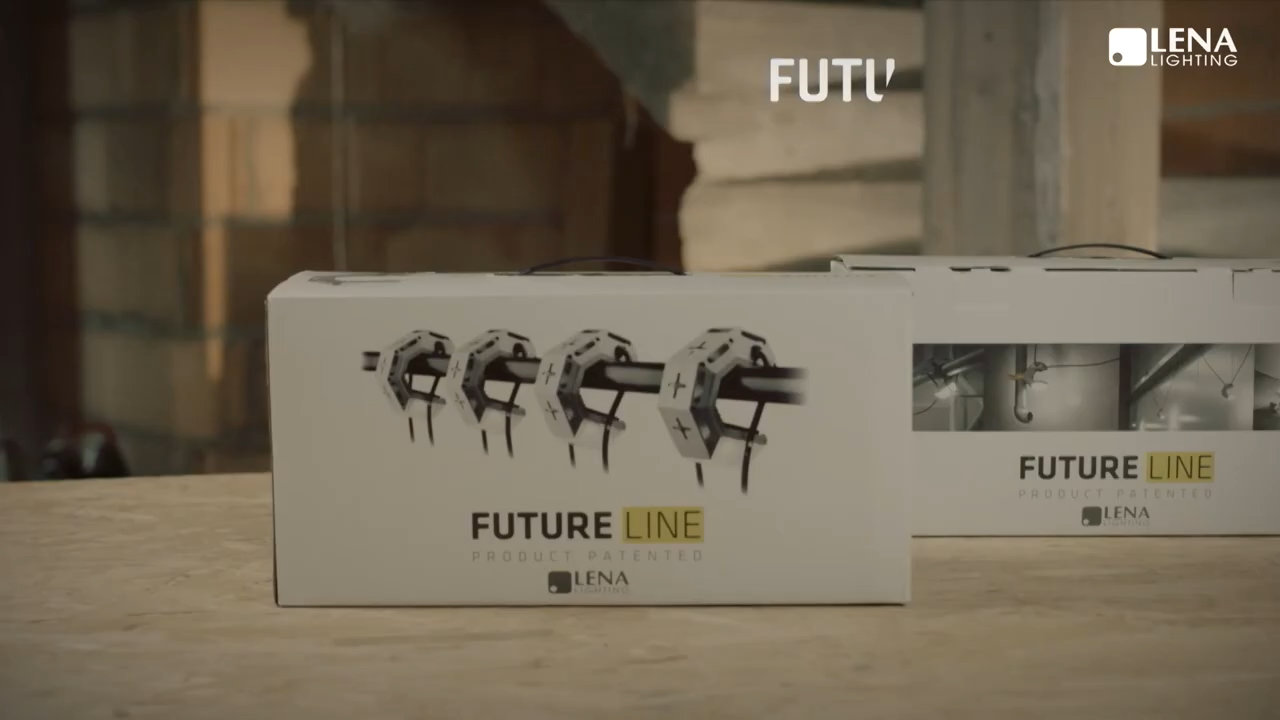 LENA
LIGHTING
FUTU
FUTURE LINE
PRODUCT PATENTED
LENA
LIGHTING
FUTURE LINE
PRODUCT PATENTED
LENA
LIGHTING